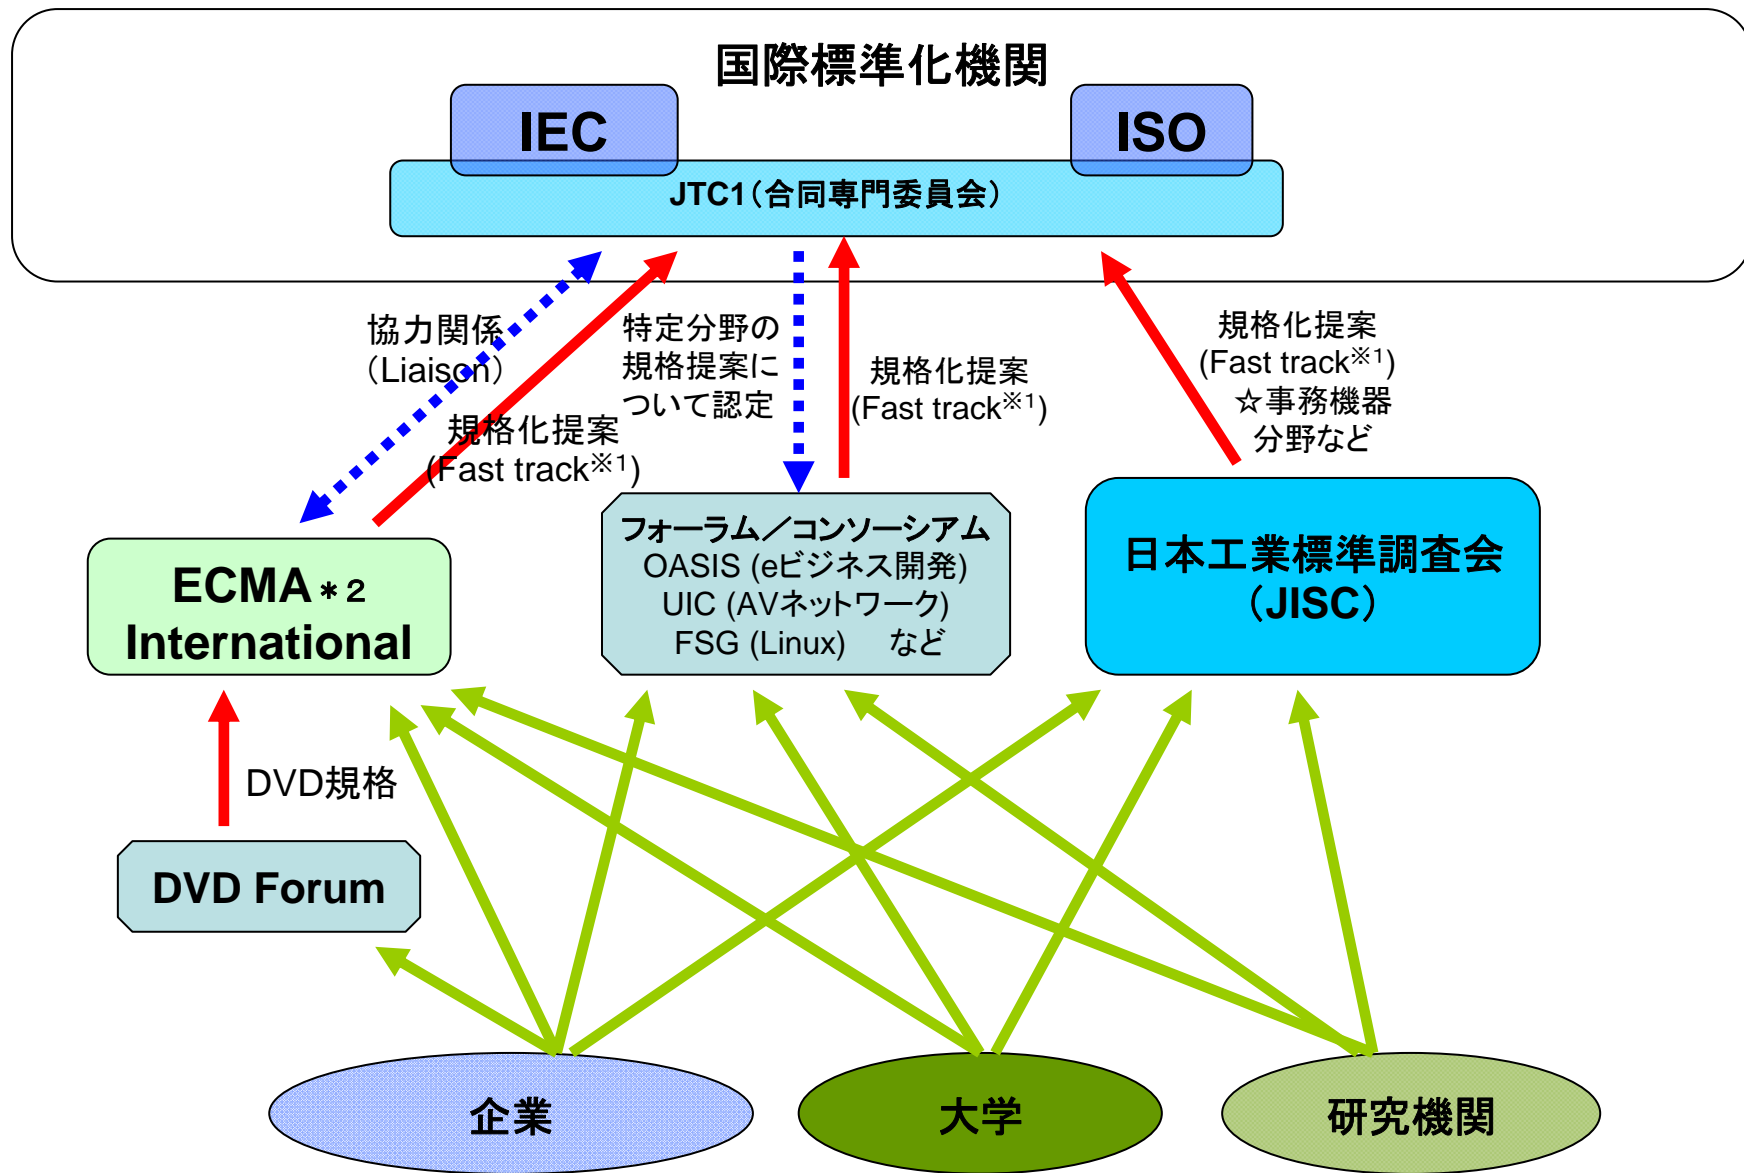 国際標準化機関
IEC
ISO
JTC1（合同専門委員会）
協力関係
（Liaison）
規格化提案
(Fast track※1)
特定分野の
規格提案に
ついて認定
規格化提案
(Fast track※1)
規格化提案
(Fast track※1)
☆事務機器
分野など
ECMA＊2
International
フォーラム／コンソーシアム
OASIS (eビジネス開発)
UIC (AVネットワーク)
FSG (Linux)　など
日本工業標準調査会
（JISC）
DVD規格
DVD Forum
企業
大学
研究機関